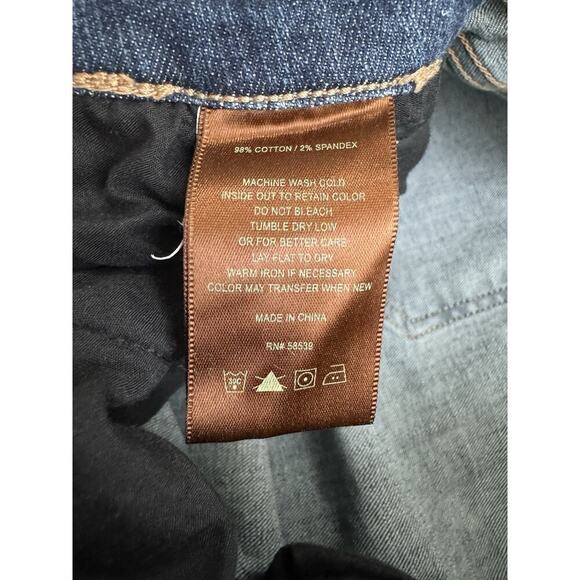 98% COTTON / 2% SPANDEX
MACHINE WASH COLD
INSIDE OUT TO RETAIN COLOR
DO NOT BLEACH
TUMBLE DRY LOW
OR FOR BETTER CARE
LAY FLAT TO DRY
WARM IRON IF NECESSARY
COLOR MAY TRANSFER WHEN NEW
MADE IN CHINA
RN# 58539
30C